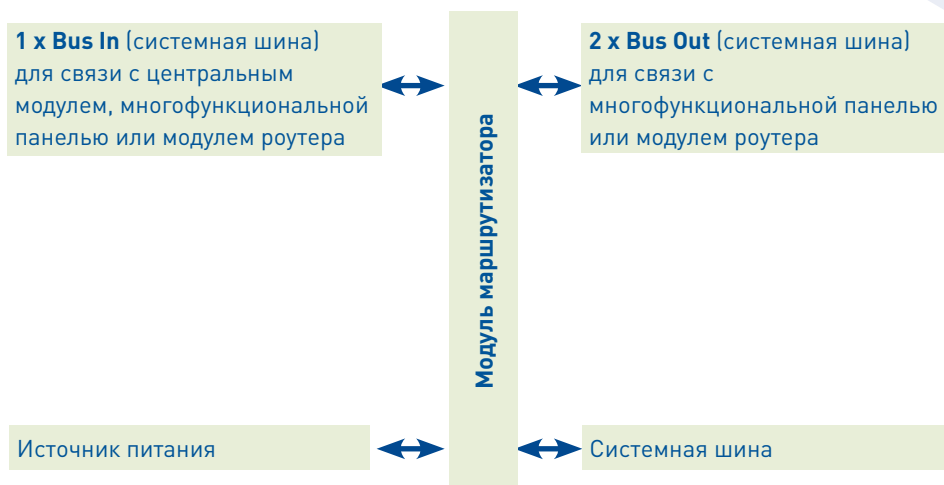 1 x Bus In (системная шина)
для связи с центральным
модулем, многофункциональной
панелью или модулем роутера
Модуль маршрутизатора
2 x Bus Out (системная шина)
для связи с
многофункциональной панелью
или модулем роутера
Источник питания
Системная шина